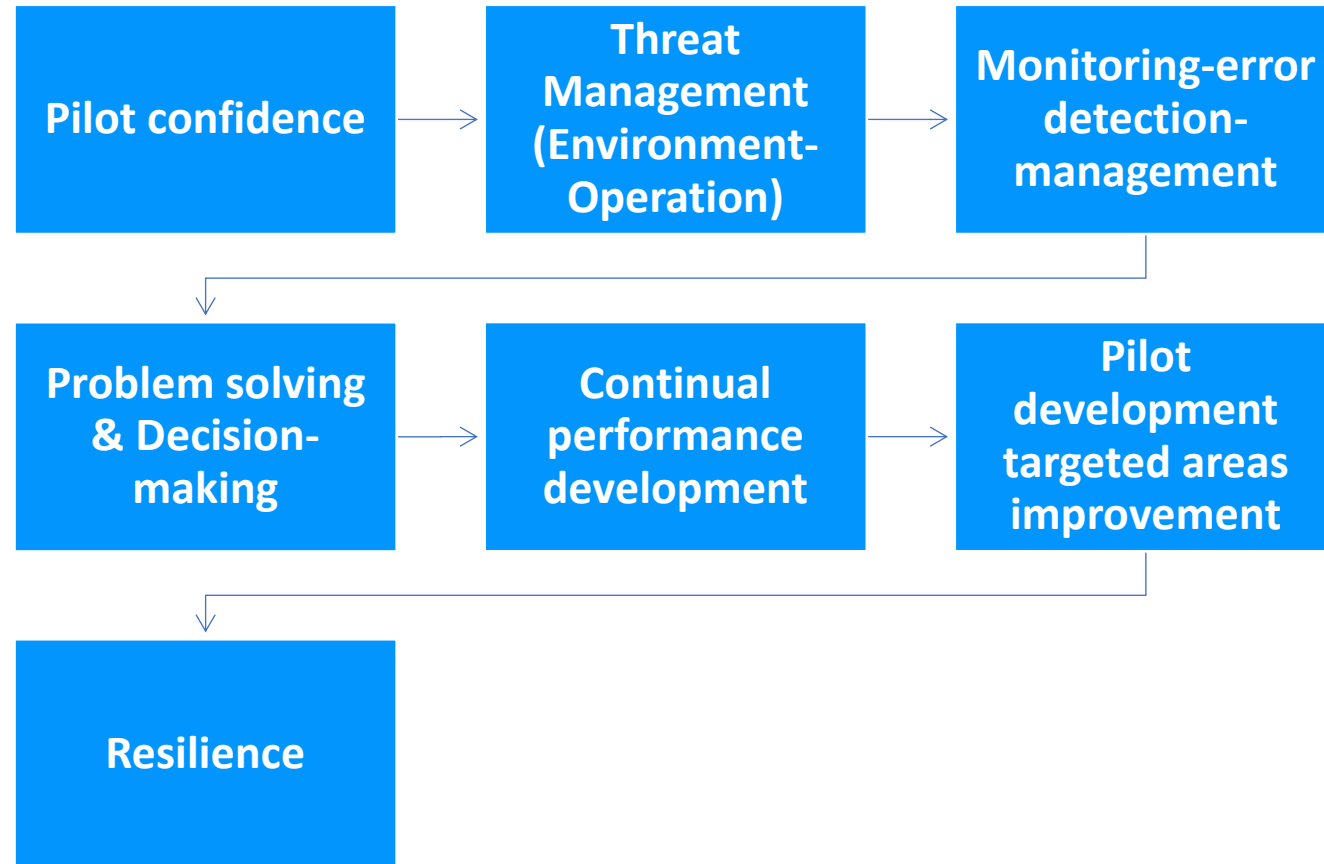 Pilot confidence
Threat
Management
(Environment-
Operation)
Monitoring-error
detection-
management
Problem solving
& Decision-
making
Continual
performance
development
Pilot
development
targeted areas
improvement
Resilience